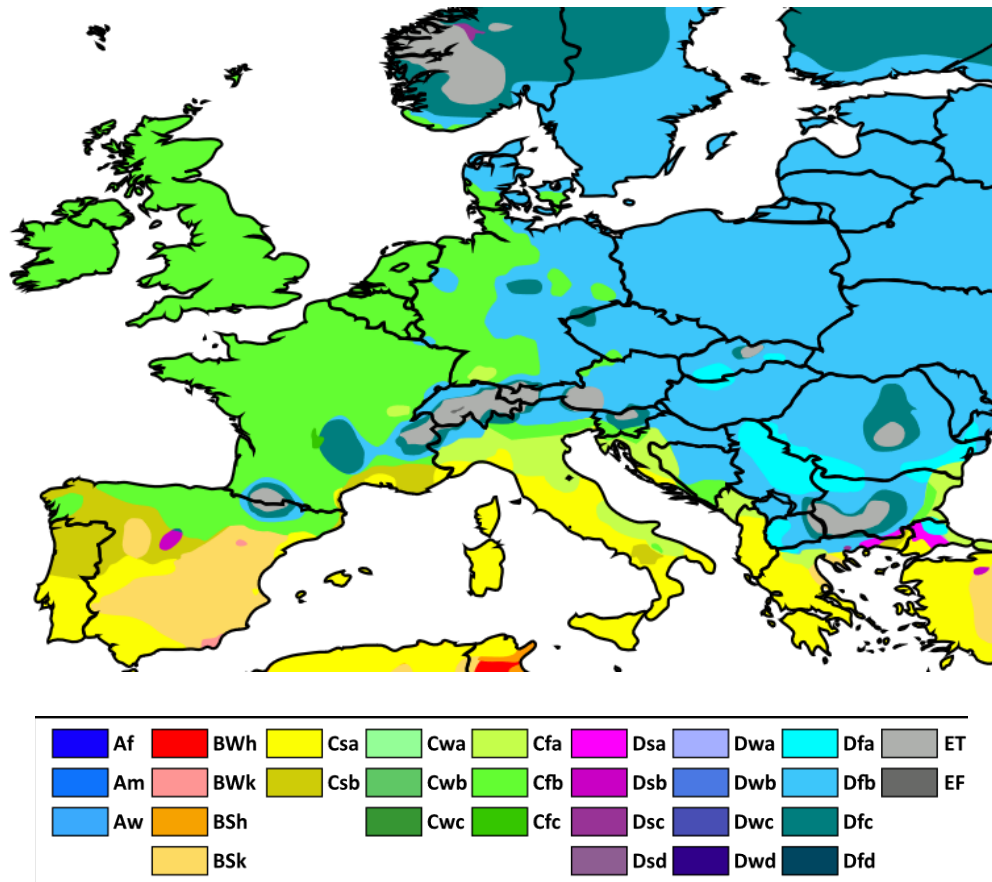 Af BWh Csa Cwa Cfa Dsa Dwa Dfa ET
Am BWk Csb Cwb Cfb Dsb Dwb Dfb EF
Aw BSh Cwc Cfc Dsc Dwc Dfc
BSk Dsd Dwd Dfd